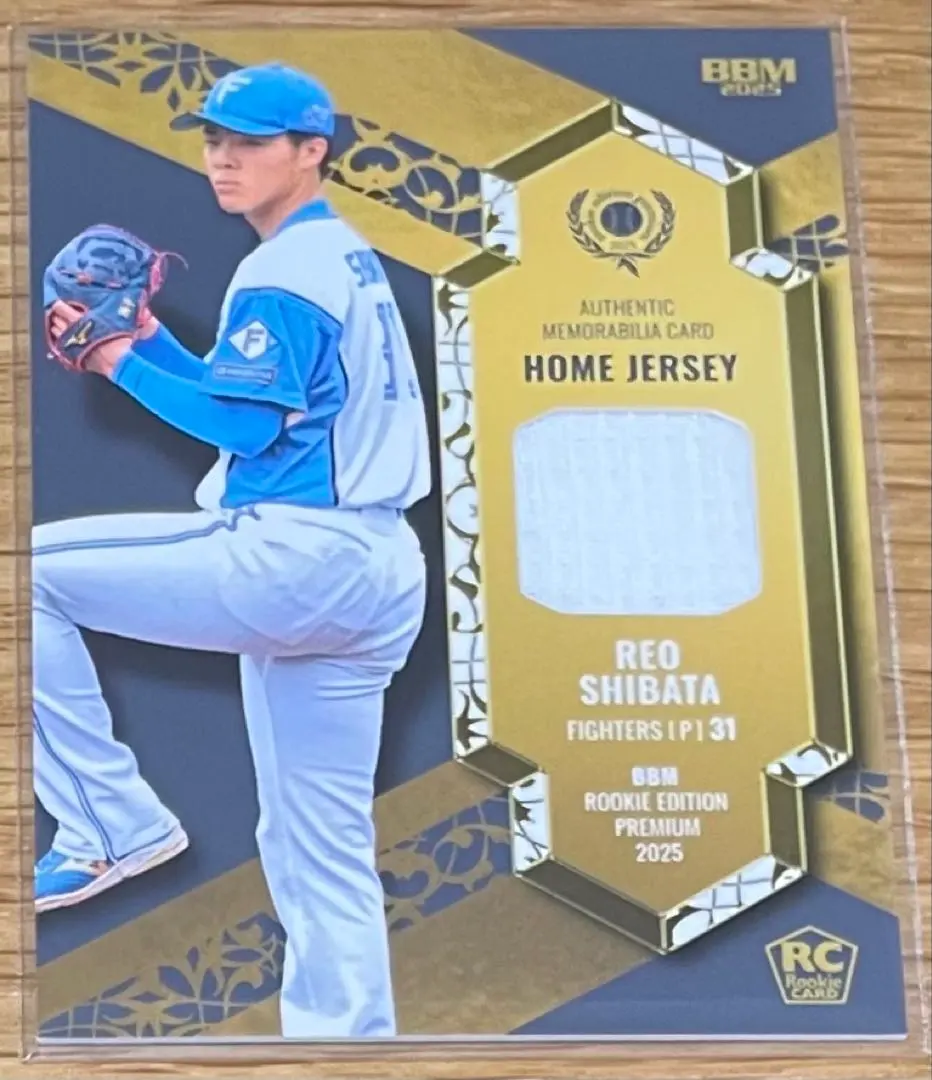 BBM
2025
F
AUTHENTIC
MEMORABILIA CARD
HOME JERSEY
F
31
REO
SHIBATA
FIGHTERS [ P ] 31
BBM
ROOKIE EDITION
PREMIUM
2025
RC
Rookie
CARD